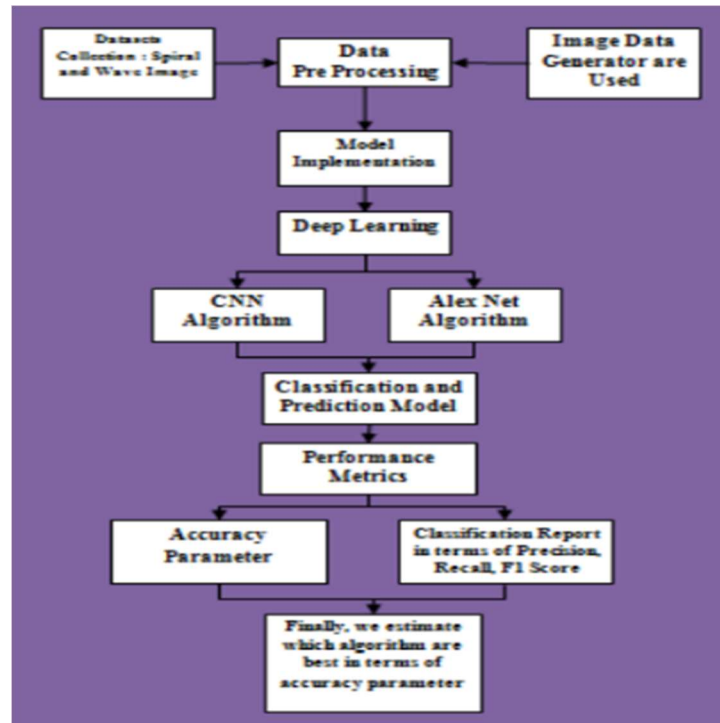 Datasets
Collection : Spiral
and Wave Image
Data
Pre Processing
Image Data
Generator are
Used
Model
Implementation
Deep Learning
CNN
Algorithm
Alex Net
Algorithm
Classification and
Prediction Model
Performance
Metrics
Accuracy
Parameter
Classification Report
in terms of Precision,
Recall, F1 Score
Finally, we estimate
which algorithm are
best in terms of
accuracy parameter